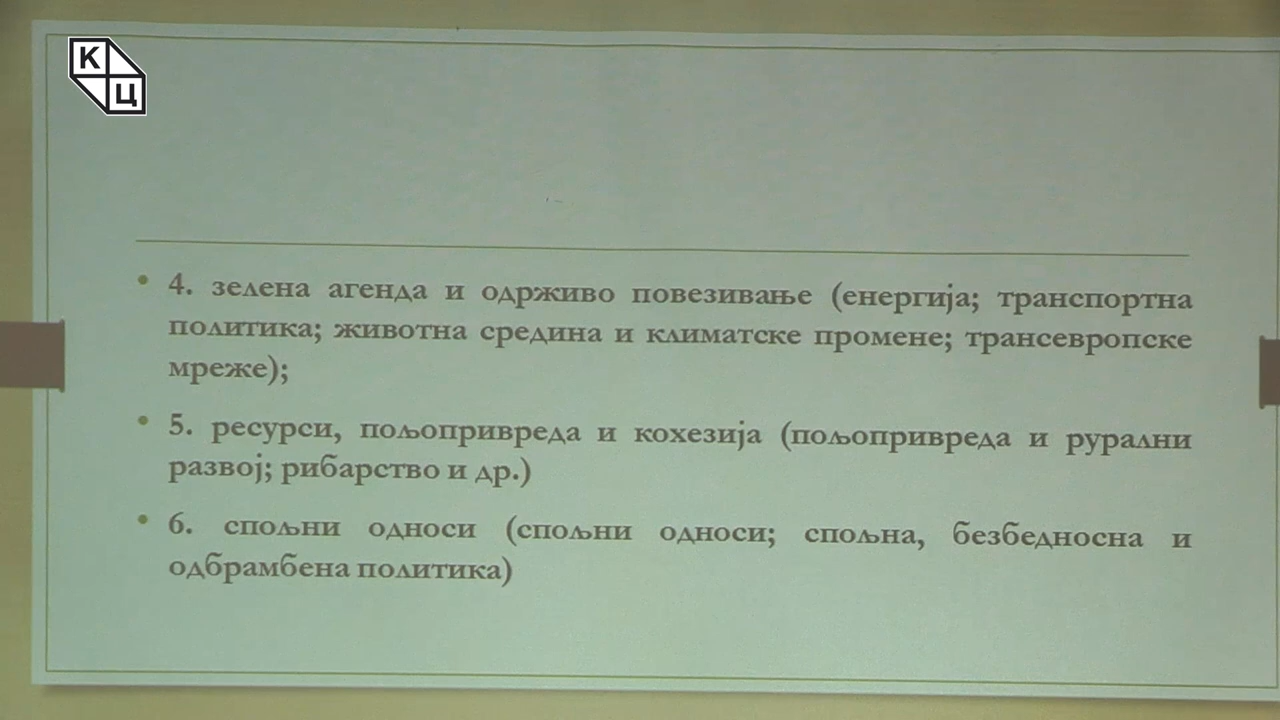 К
Ц
4. зелена агенда и одрживо повезивање (енергија; транспортна
политика; животна средина и климатске промене; трансевропске
мреже);
5. ресурси, пољопривреда и кохезија (пољопривреда и рурални
развој; рибарство и др.)
6. спољни односи (спољни односи; спољна, безбедносна и
одбрамбена политика)